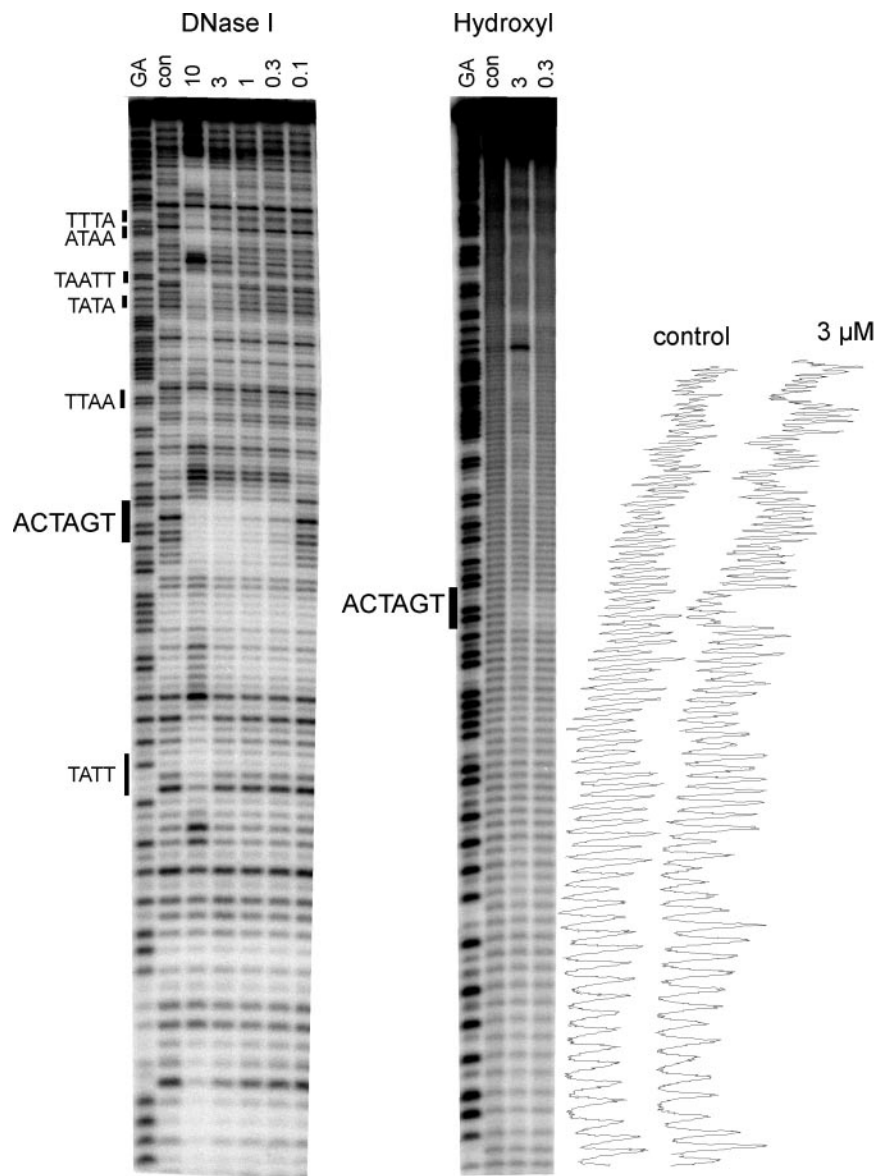 DNase I
Hydroxyl
GA con 10 3 1 0.3 0.1
GA con 3 0.3
TTTA
ATAA
TAATT
TATA
control
3 µM
TTAA
ACTAGT
ACTAGT
TATT